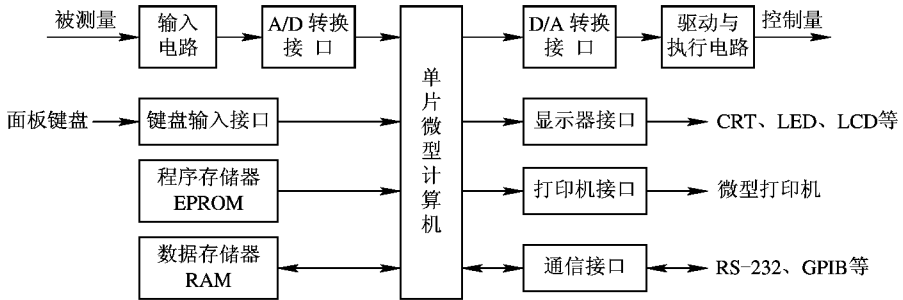 被测量
输入
电路
A/D 转换
接 口
单片微型计算机
D/A 转换
接 口
驱动与
执行电路
控制量
面板键盘
键盘输入接口
显示器接口
CRT、LED、LCD等
程序存储器
EPROM
打印机接口
微型打印机
数据存储器
RAM
通信接口
RS-232、GPIB等